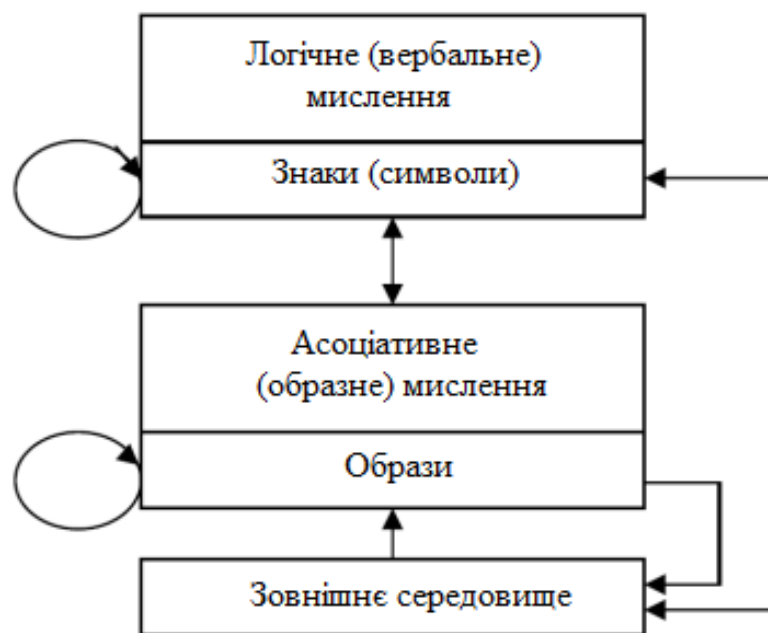 Логічне (вербальне)
мислення
Знаки (символи)
Асоціативне
(образне) мислення
Образи
Зовнішнє середовище